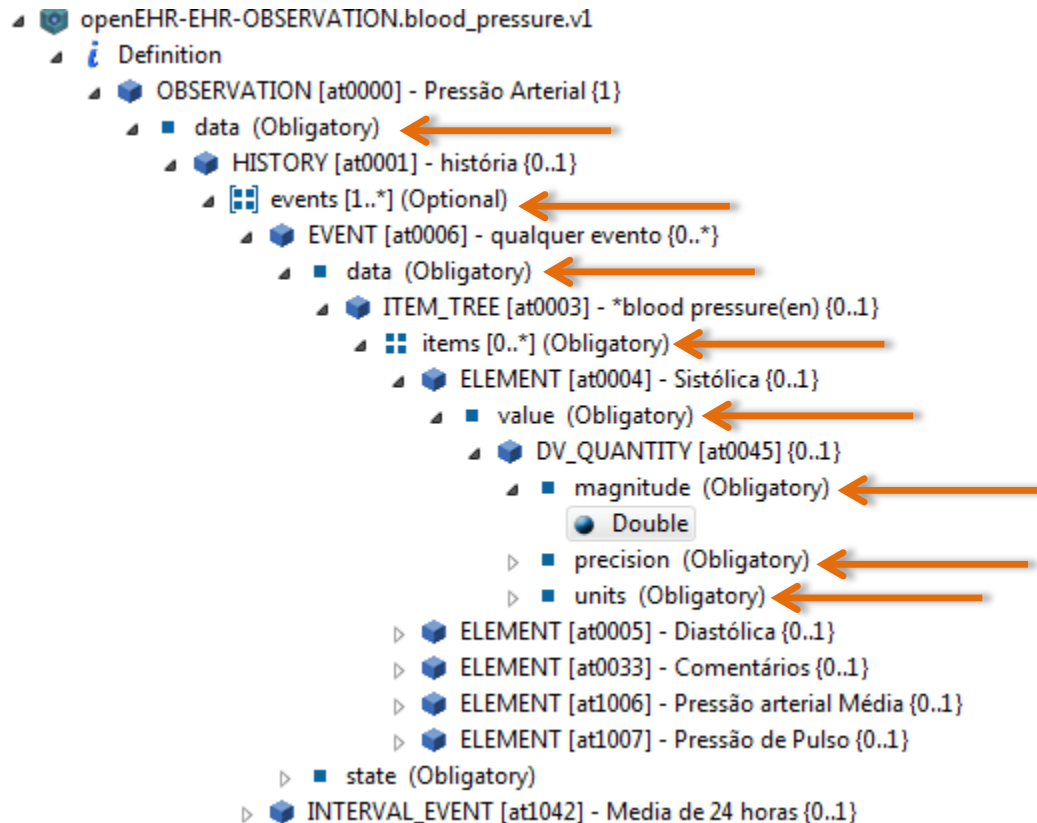 openEHR-EHR-OBSERVATION.blood_pressure.v1
Definition
OBSERVATION [at0000] - Pressão Arterial {1}
data (Obligatory)
HISTORY [at0001] - história {0..1}
events [1..*] (Optional)
EVENT [at0006] - qualquer evento {0..*}
data (Obligatory)
ITEM_TREE [at0003] - *blood pressure(en) {0..1}
items [0..*] (Obligatory)
ELEMENT [at0004] - Sistólica {0..1}
value (Obligatory)
DV_QUANTITY [at0045] {0..1}
magnitude (Obligatory)
Double
precision (Obligatory)
units (Obligatory)
ELEMENT [at0005] - Diastólica {0..1}
ELEMENT [at0033] - Comentários {0..1}
ELEMENT [at1006] - Pressão arterial Média {0..1}
ELEMENT [at1007] - Pressão de Pulso {0..1}
state (Obligatory)
INTERVAL_EVENT [at1042] - Media de 24 horas {0..1}